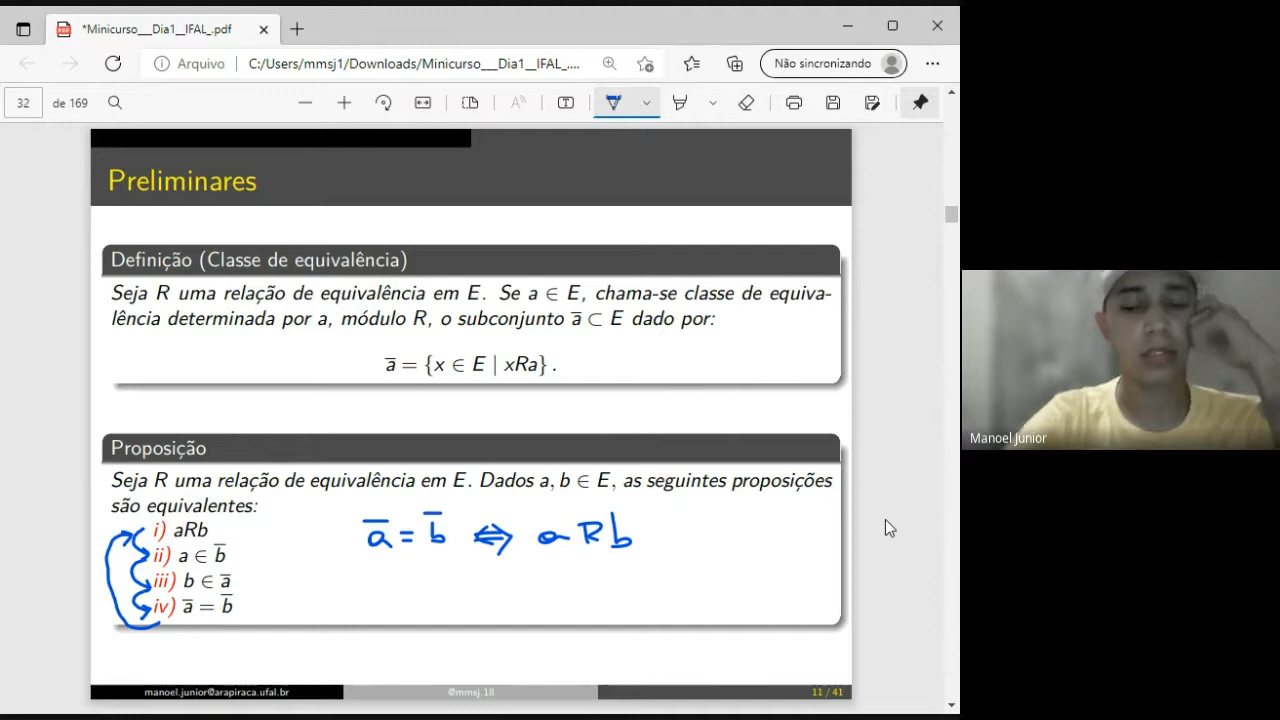 *Minicurso___Dia1__IFAL_.pdf
Arquivo
C:/Users/mmsj1/Downloads/Minicurso___Dia1__IFAL_....
Não sincronizando
32
de 169
Preliminares
Definição (Classe de equivalência)
Seja R uma relação de equivalência em E. Se a ∈ E, chama-se classe de equiva-
lência determinada por a, módulo R, o subconjunto a̅ ⊂ E dado por:
a̅ = {x ∈ E | xRa} .
Proposição
Seja R uma relação de equivalência em E. Dados a, b ∈ E, as seguintes proposições
são equivalentes:
i) aRb
ii) a ∈ b̅
iii) b ∈ a̅
iv) a̅ = b̅
a̅ = b̅ ⇔ a R b
manoel.junior@arapiraca.ufal.br
@mmsj.18
11 / 41
Manoel Junior